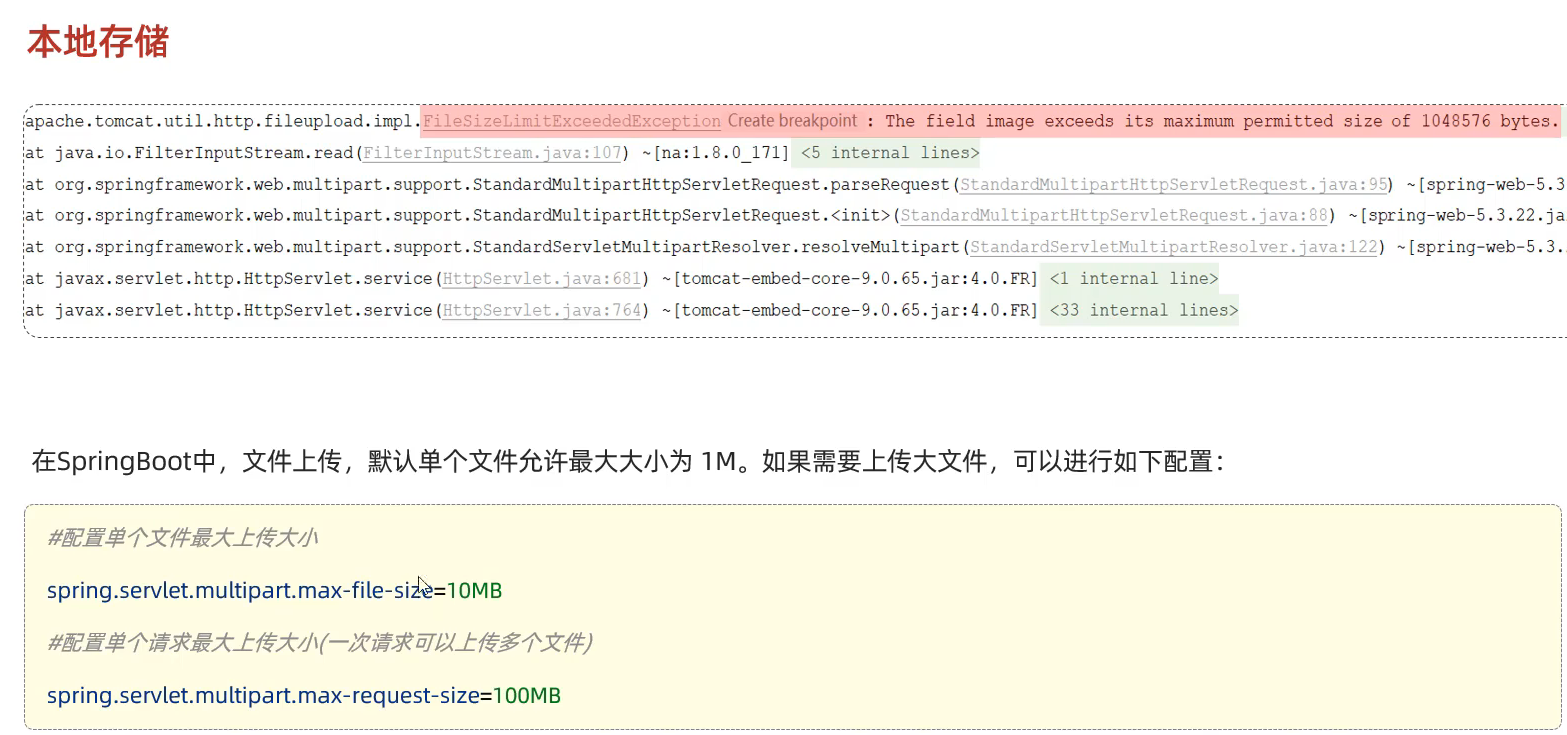 本地存储
apache.tomcat.util.http.fileupload.impl.FileSizeLimitExceededException Create breakpoint : The field image exceeds its maximum permitted size of 1048576 bytes.
at java.io.FilterInputStream.read(FilterInputStream.java:107) ~[na:1.8.0_171] <5 internal lines>
at org.springframework.web.multipart.support.StandardMultipartHttpServletRequest.parseRequest(StandardMultipartHttpServletRequest.java:95) ~[spring-web-5.3
at org.springframework.web.multipart.support.StandardMultipartHttpServletRequest.<init>(StandardMultipartHttpServletRequest.java:88) ~[spring-web-5.3.22.ja
at org.springframework.web.multipart.support.StandardServletMultipartResolver.resolveMultipart(StandardServletMultipartResolver.java:122) ~[spring-web-5.3.
at javax.servlet.http.HttpServlet.service(HttpServlet.java:681) ~[tomcat-embed-core-9.0.65.jar:4.0.FR] <1 internal line>
at javax.servlet.http.HttpServlet.service(HttpServlet.java:764) ~[tomcat-embed-core-9.0.65.jar:4.0.FR] <33 internal lines>
在SpringBoot中，文件上传，默认单个文件允许最大大小为 1M。如果需要上传大文件，可以进行如下配置：
#配置单个文件最大上传大小
spring.servlet.multipart.max-file-size=10MB
#配置单个请求最大上传大小(一次请求可以上传多个文件)
spring.servlet.multipart.max-request-size=100MB